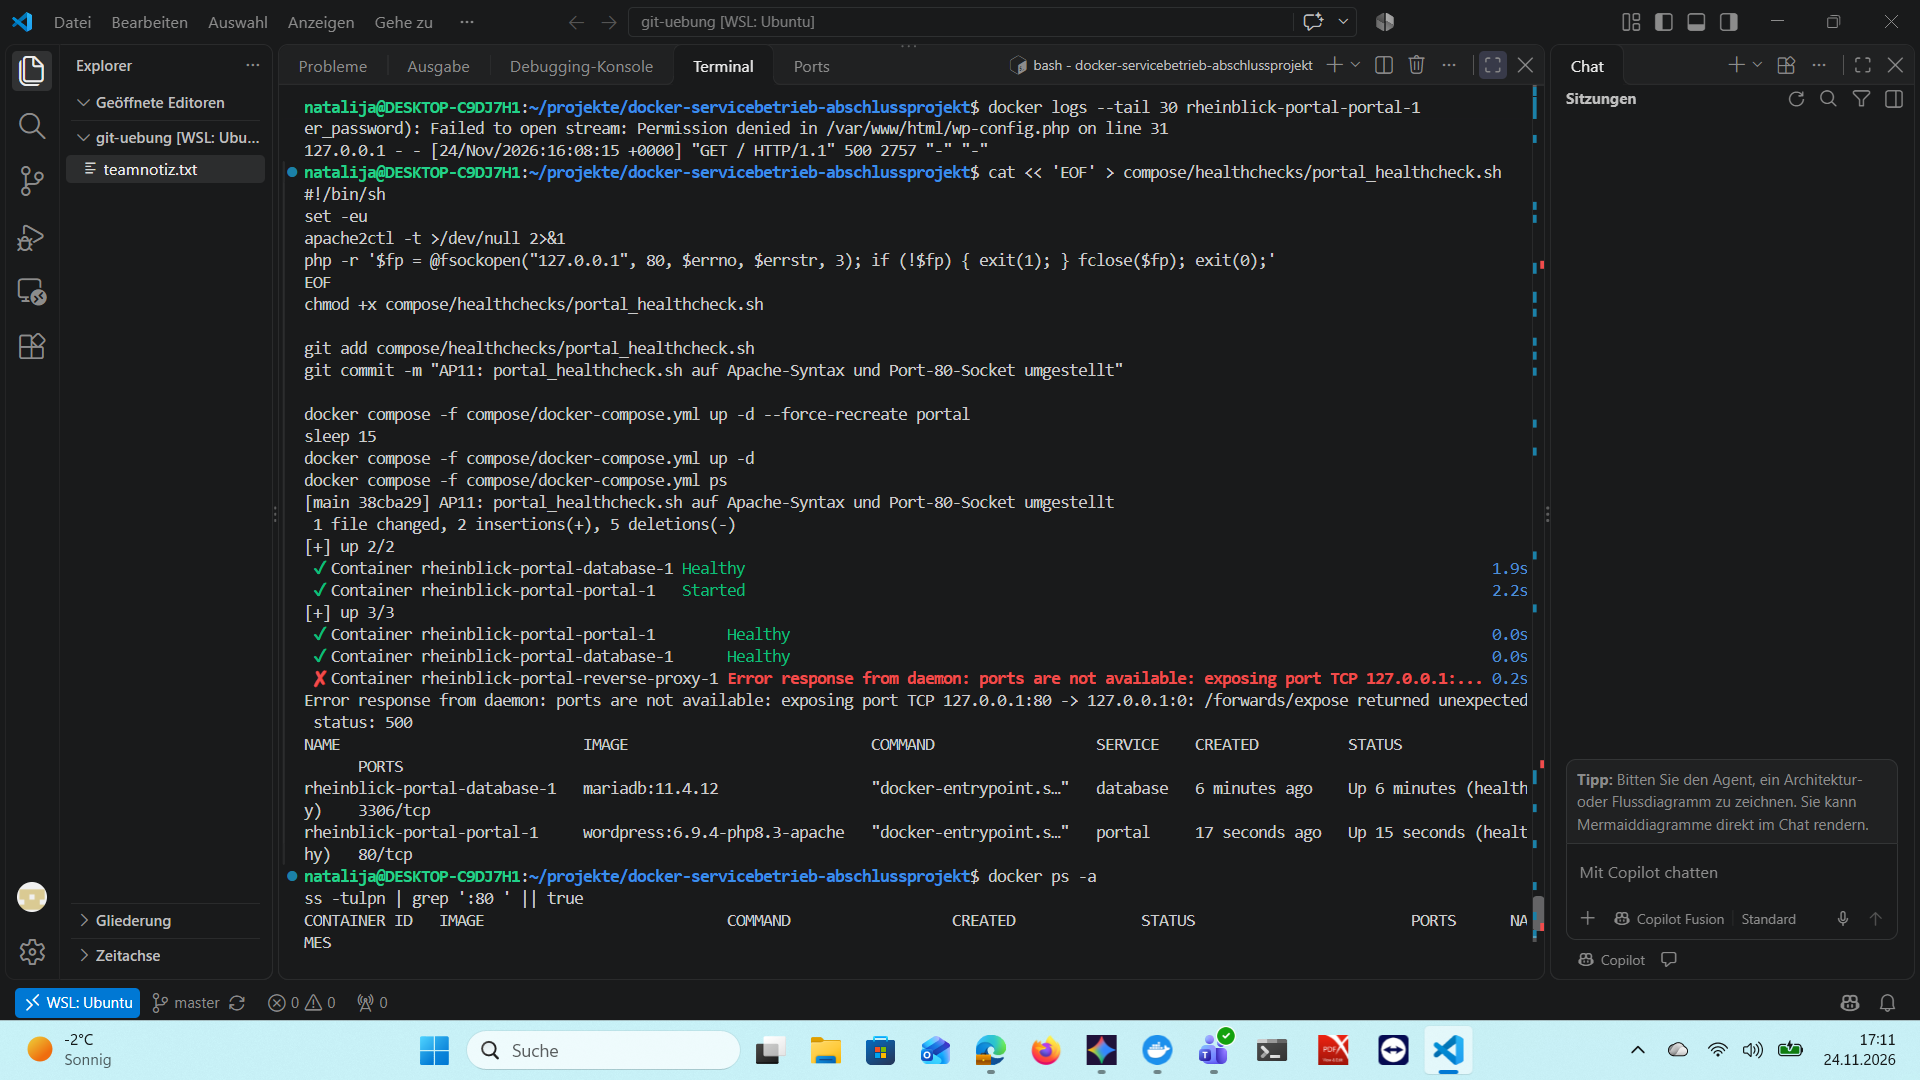 Datei Bearbeiten Auswahl Anzeigen Gehe zu ···
git-uebung [WSL: Ubuntu]
Explorer
Geöffnete Editoren
git-uebung [WSL: Ubu...
teamnotiz.txt
Gliederung
Zeitachse
Probleme Ausgabe Debugging-Konsole Terminal Ports
bash - docker-servicebetrieb-abschlussprojekt
natalija@DESKTOP-C9DJ7H1:~/projekte/docker-servicebetrieb-abschlussprojekt$ docker logs --tail 30 rheinblick-portal-portal-1
er_password): Failed to open stream: Permission denied in /var/www/html/wp-config.php on line 31
127.0.0.1 - - [24/Nov/2026:16:08:15 +0000] "GET / HTTP/1.1" 500 2757 "-" "-"
natalija@DESKTOP-C9DJ7H1:~/projekte/docker-servicebetrieb-abschlussprojekt$ cat << 'EOF' > compose/healthchecks/portal_healthcheck.sh
#!/bin/sh
set -eu
apache2ctl -t >/dev/null 2>&1
php -r '$fp = @fsockopen("127.0.0.1", 80, $errno, $errstr, 3); if (!$fp) { exit(1); } fclose($fp); exit(0);'
EOF
chmod +x compose/healthchecks/portal_healthcheck.sh
git add compose/healthchecks/portal_healthcheck.sh
git commit -m "AP11: portal_healthcheck.sh auf Apache-Syntax und Port-80-Socket umgestellt"
docker compose -f compose/docker-compose.yml up -d --force-recreate portal
sleep 15
docker compose -f compose/docker-compose.yml up -d
docker compose -f compose/docker-compose.yml ps
[main 38cba29] AP11: portal_healthcheck.sh auf Apache-Syntax und Port-80-Socket umgestellt
1 file changed, 2 insertions(+), 5 deletions(-)
[+] up 2/2
✓ Container rheinblick-portal-database-1 Healthy 1.9s
✓ Container rheinblick-portal-portal-1 Started 2.2s
[+] up 3/3
✓ Container rheinblick-portal-portal-1 Healthy 0.0s
✓ Container rheinblick-portal-database-1 Healthy 0.0s
✗ Container rheinblick-portal-reverse-proxy-1 Error response from daemon: ports are not available: exposing port TCP 127.0.0.1:... 0.2s
Error response from daemon: ports are not available: exposing port TCP 127.0.0.1:80 -> 127.0.0.1:0: /forwards/expose returned unexpected
status: 500
NAME IMAGE COMMAND SERVICE CREATED STATUS
PORTS
rheinblick-portal-database-1 mariadb:11.4.12 "docker-entrypoint.s…" database 6 minutes ago Up 6 minutes (health
y) 3306/tcp
rheinblick-portal-portal-1 wordpress:6.9.4-php8.3-apache "docker-entrypoint.s…" portal 17 seconds ago Up 15 seconds (healt
hy) 80/tcp
natalija@DESKTOP-C9DJ7H1:~/projekte/docker-servicebetrieb-abschlussprojekt$ docker ps -a
ss -tulpn | grep ':80 ' || true
CONTAINER ID IMAGE COMMAND CREATED STATUS PORTS NA
MES
Chat
Sitzungen
Tipp: Bitten Sie den Agent, ein Architektur-
oder Flussdiagramm zu zeichnen. Sie kann
Mermaiddiagramme direkt im Chat rendern.
Mit Copilot chatten
Copilot Fusion Standard
Copilot
WSL: Ubuntu master 0 0 0
-2°C
Sonnig
Suche
17:11
24.11.2026